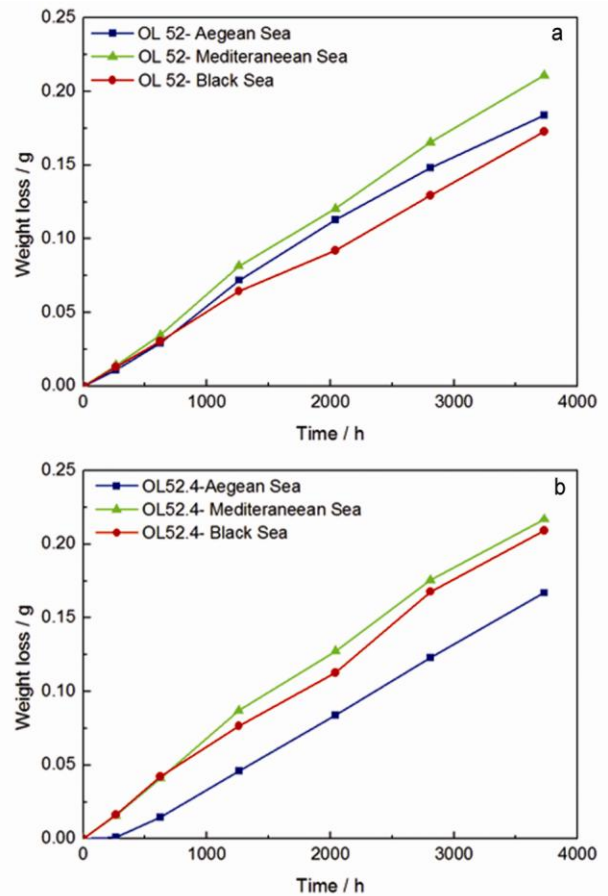 a
OL 52- Aegean Sea
OL 52- Mediteraneean Sea
OL 52- Black Sea
0.25
0.20
0.15
0.10
0.05
0.00
Weight loss / g
0
1000
2000
3000
4000
Time / h
b
OL52.4-Aegean Sea
OL52.4- Mediteraneean Sea
OL52.4- Black Sea
0.25
0.20
0.15
0.10
0.05
0.00
Weight loss / g
0
1000
2000
3000
4000
Time / h